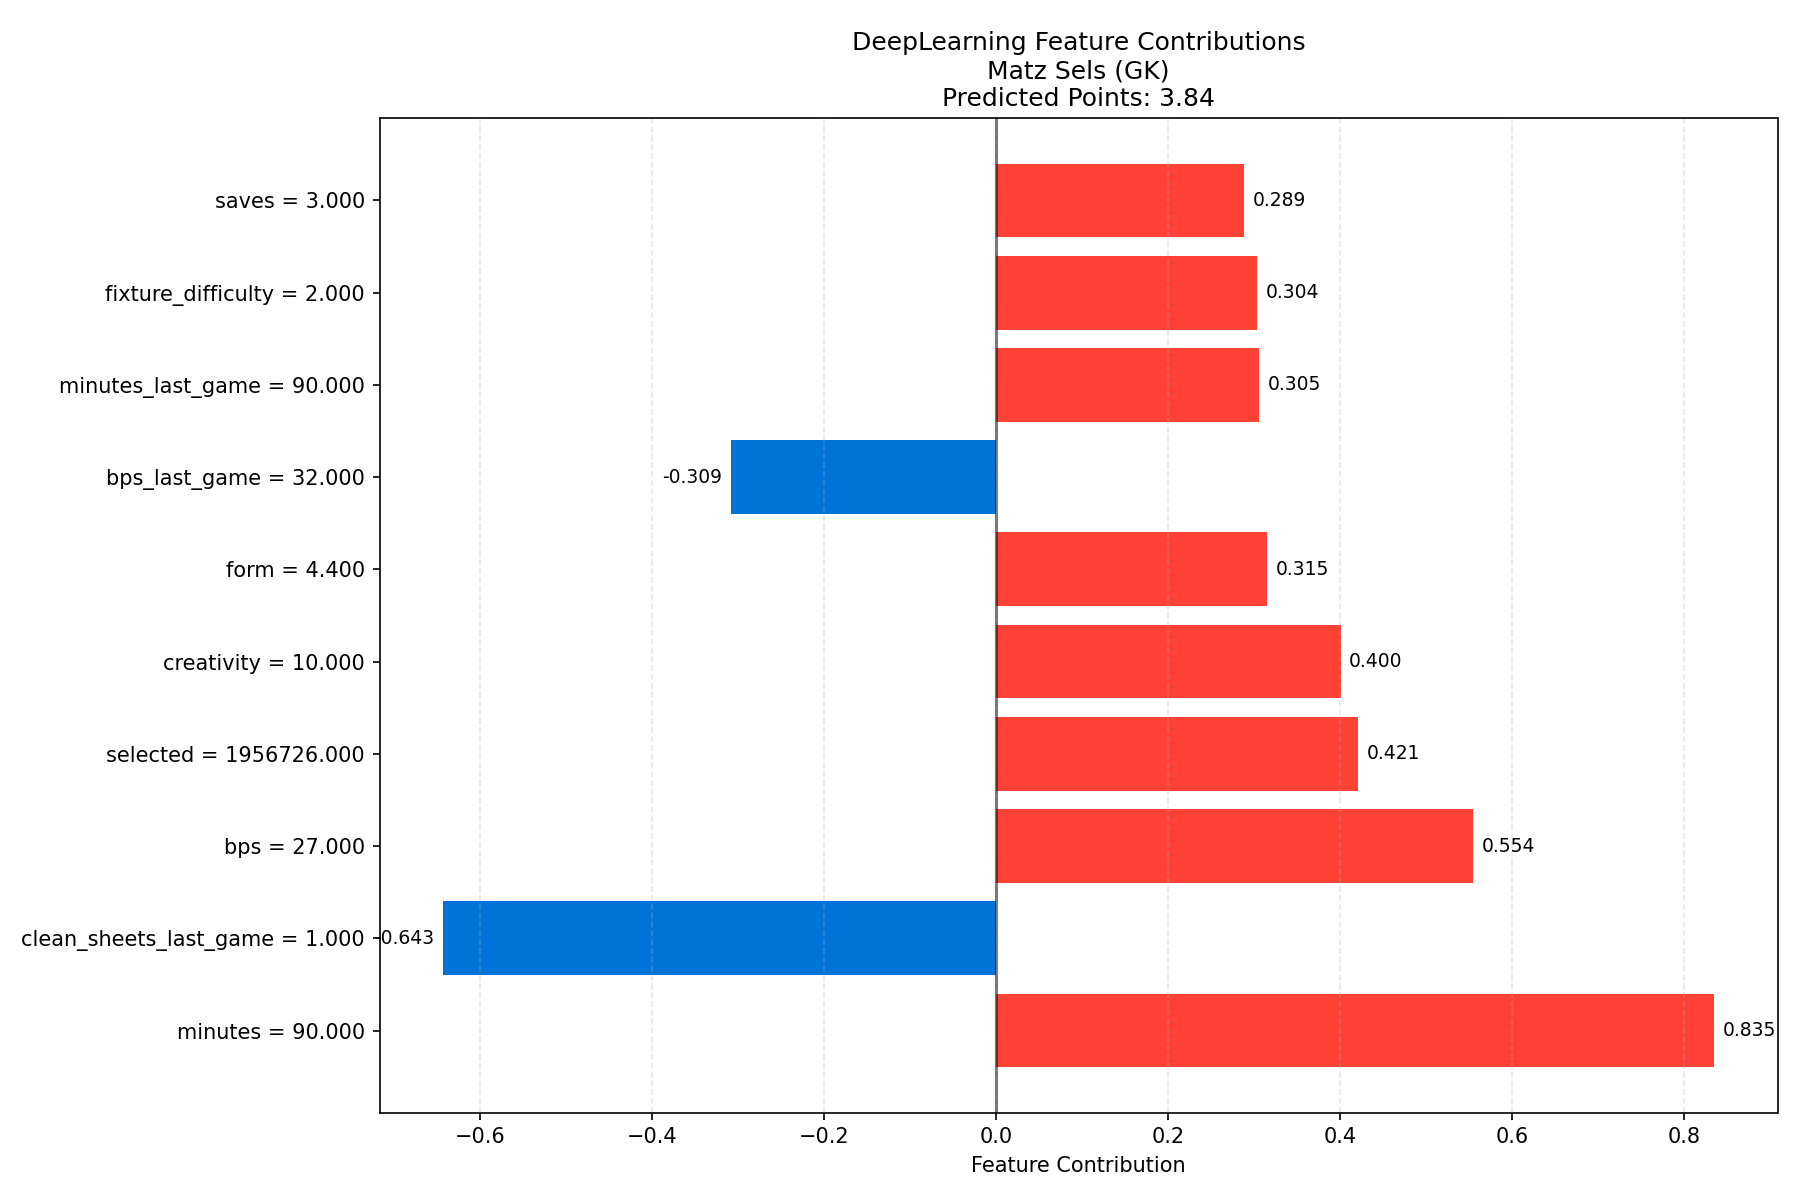 DeepLearning Feature Contributions
Matz Sels (GK)
Predicted Points: 3.84
saves = 3.000
0.289
fixture_difficulty = 2.000
0.304
minutes_last_game = 90.000
0.305
bps_last_game = 32.000
-0.309
form = 4.400
0.315
creativity = 10.000
0.400
selected = 1956726.000
0.421
bps = 27.000
0.554
clean_sheets_last_game = 1.000
0.643
minutes = 90.000
0.835
−0.6 −0.4 −0.2 0.0 0.2 0.4 0.6 0.8
Feature Contribution